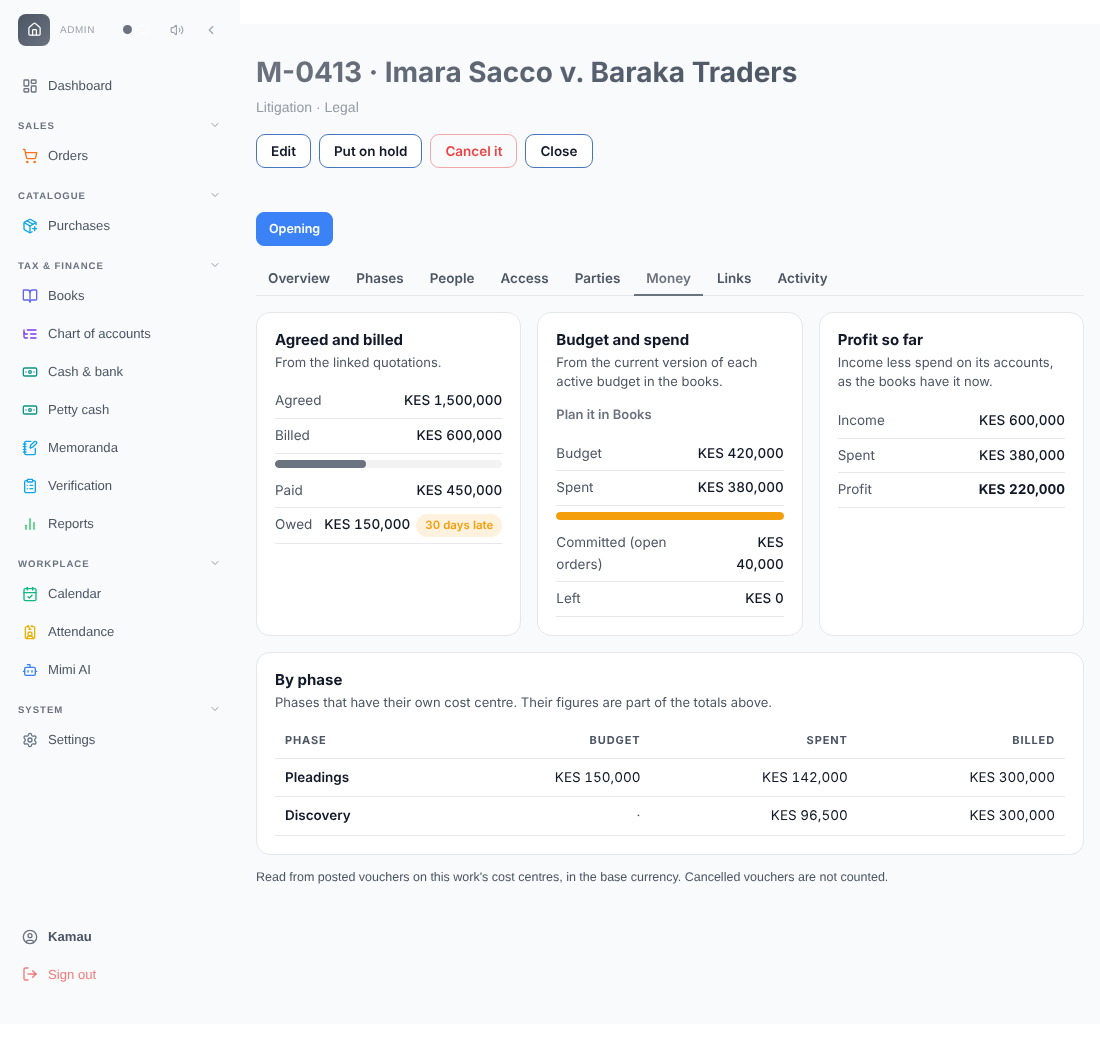 ADMIN
Dashboard
SALES
Orders
CATALOGUE
Purchases
TAX & FINANCE
Books
Chart of accounts
Cash & bank
Petty cash
Memoranda
Verification
Reports
WORKPLACE
Calendar
Attendance
Mimi AI
SYSTEM
Settings
Kamau
Sign out
M-0413 · Imara Sacco v. Baraka Traders
Litigation · Legal
Edit Put on hold Cancel it Close
Opening
Overview Phases People Access Parties Money Links Activity
Agreed and billed
From the linked quotations.
Agreed KES 1,500,000
Billed KES 600,000
Paid KES 450,000
Owed KES 150,000 30 days late
Budget and spend
From the current version of each
active budget in the books.
Plan it in Books
Budget KES 420,000
Spent KES 380,000
Committed (open KES
orders) 40,000
Left KES 0
Profit so far
Income less spend on its accounts,
as the books have it now.
Income KES 600,000
Spent KES 380,000
Profit KES 220,000
By phase
Phases that have their own cost centre. Their figures are part of the totals above.
PHASE BUDGET SPENT BILLED
Pleadings KES 150,000 KES 142,000 KES 300,000
Discovery · KES 96,500 KES 300,000
Read from posted vouchers on this work's cost centres, in the base currency. Cancelled vouchers are not counted.